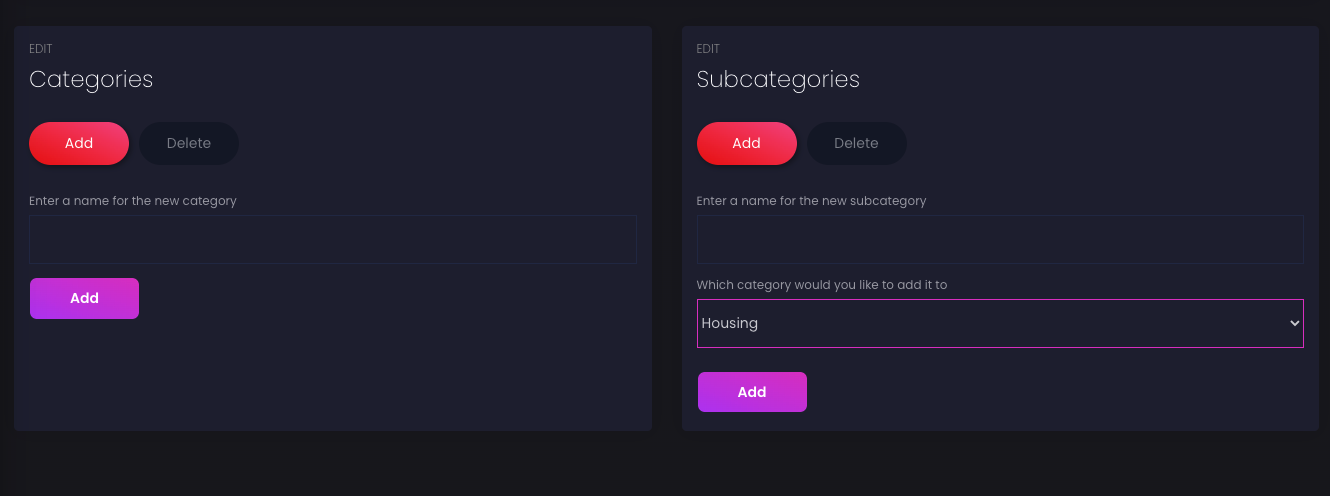 EDIT
Categories
Add
Delete
Enter a name for the new category
Add
EDIT
Subcategories
Add
Delete
Enter a name for the new subcategory
Which category would you like to add it to
Housing
Add